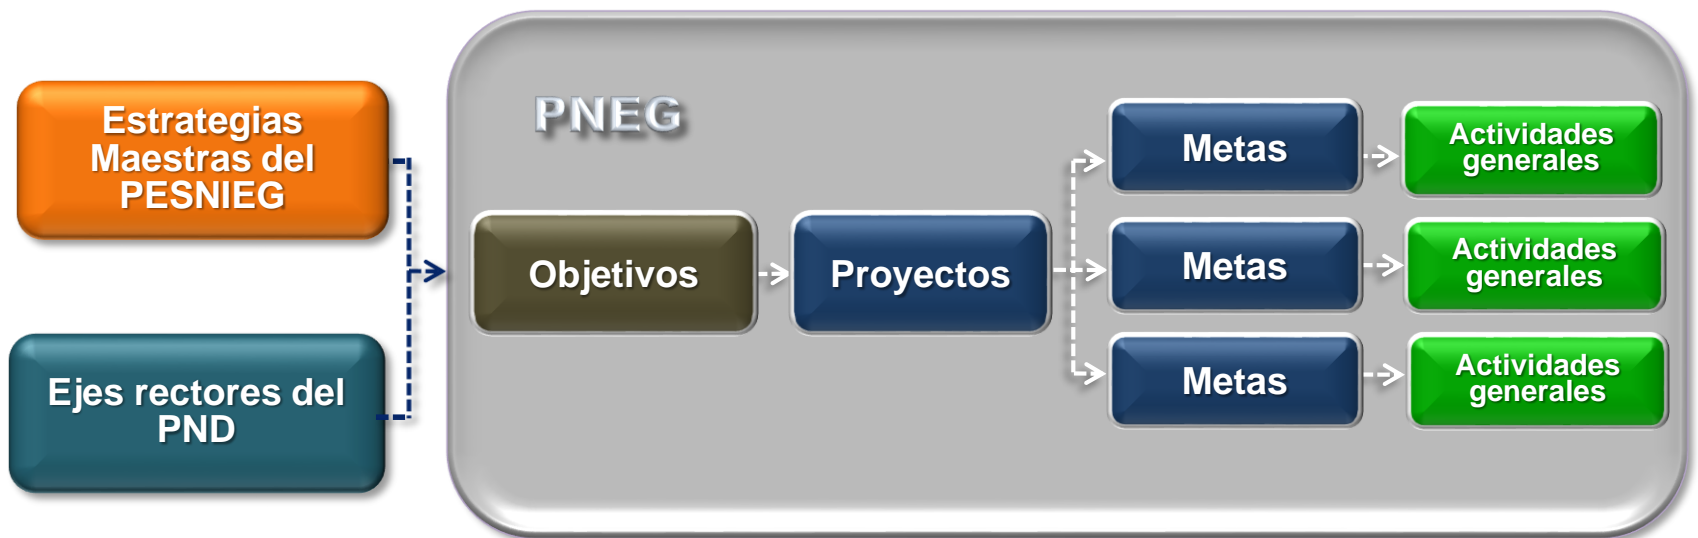 Estrategias
Maestras del
PESNIEG
Ejes rectores del
PND
PNEG
Objetivos
Proyectos
Metas
Actividades
generales
Metas
Actividades
generales
Metas
Actividades
generales